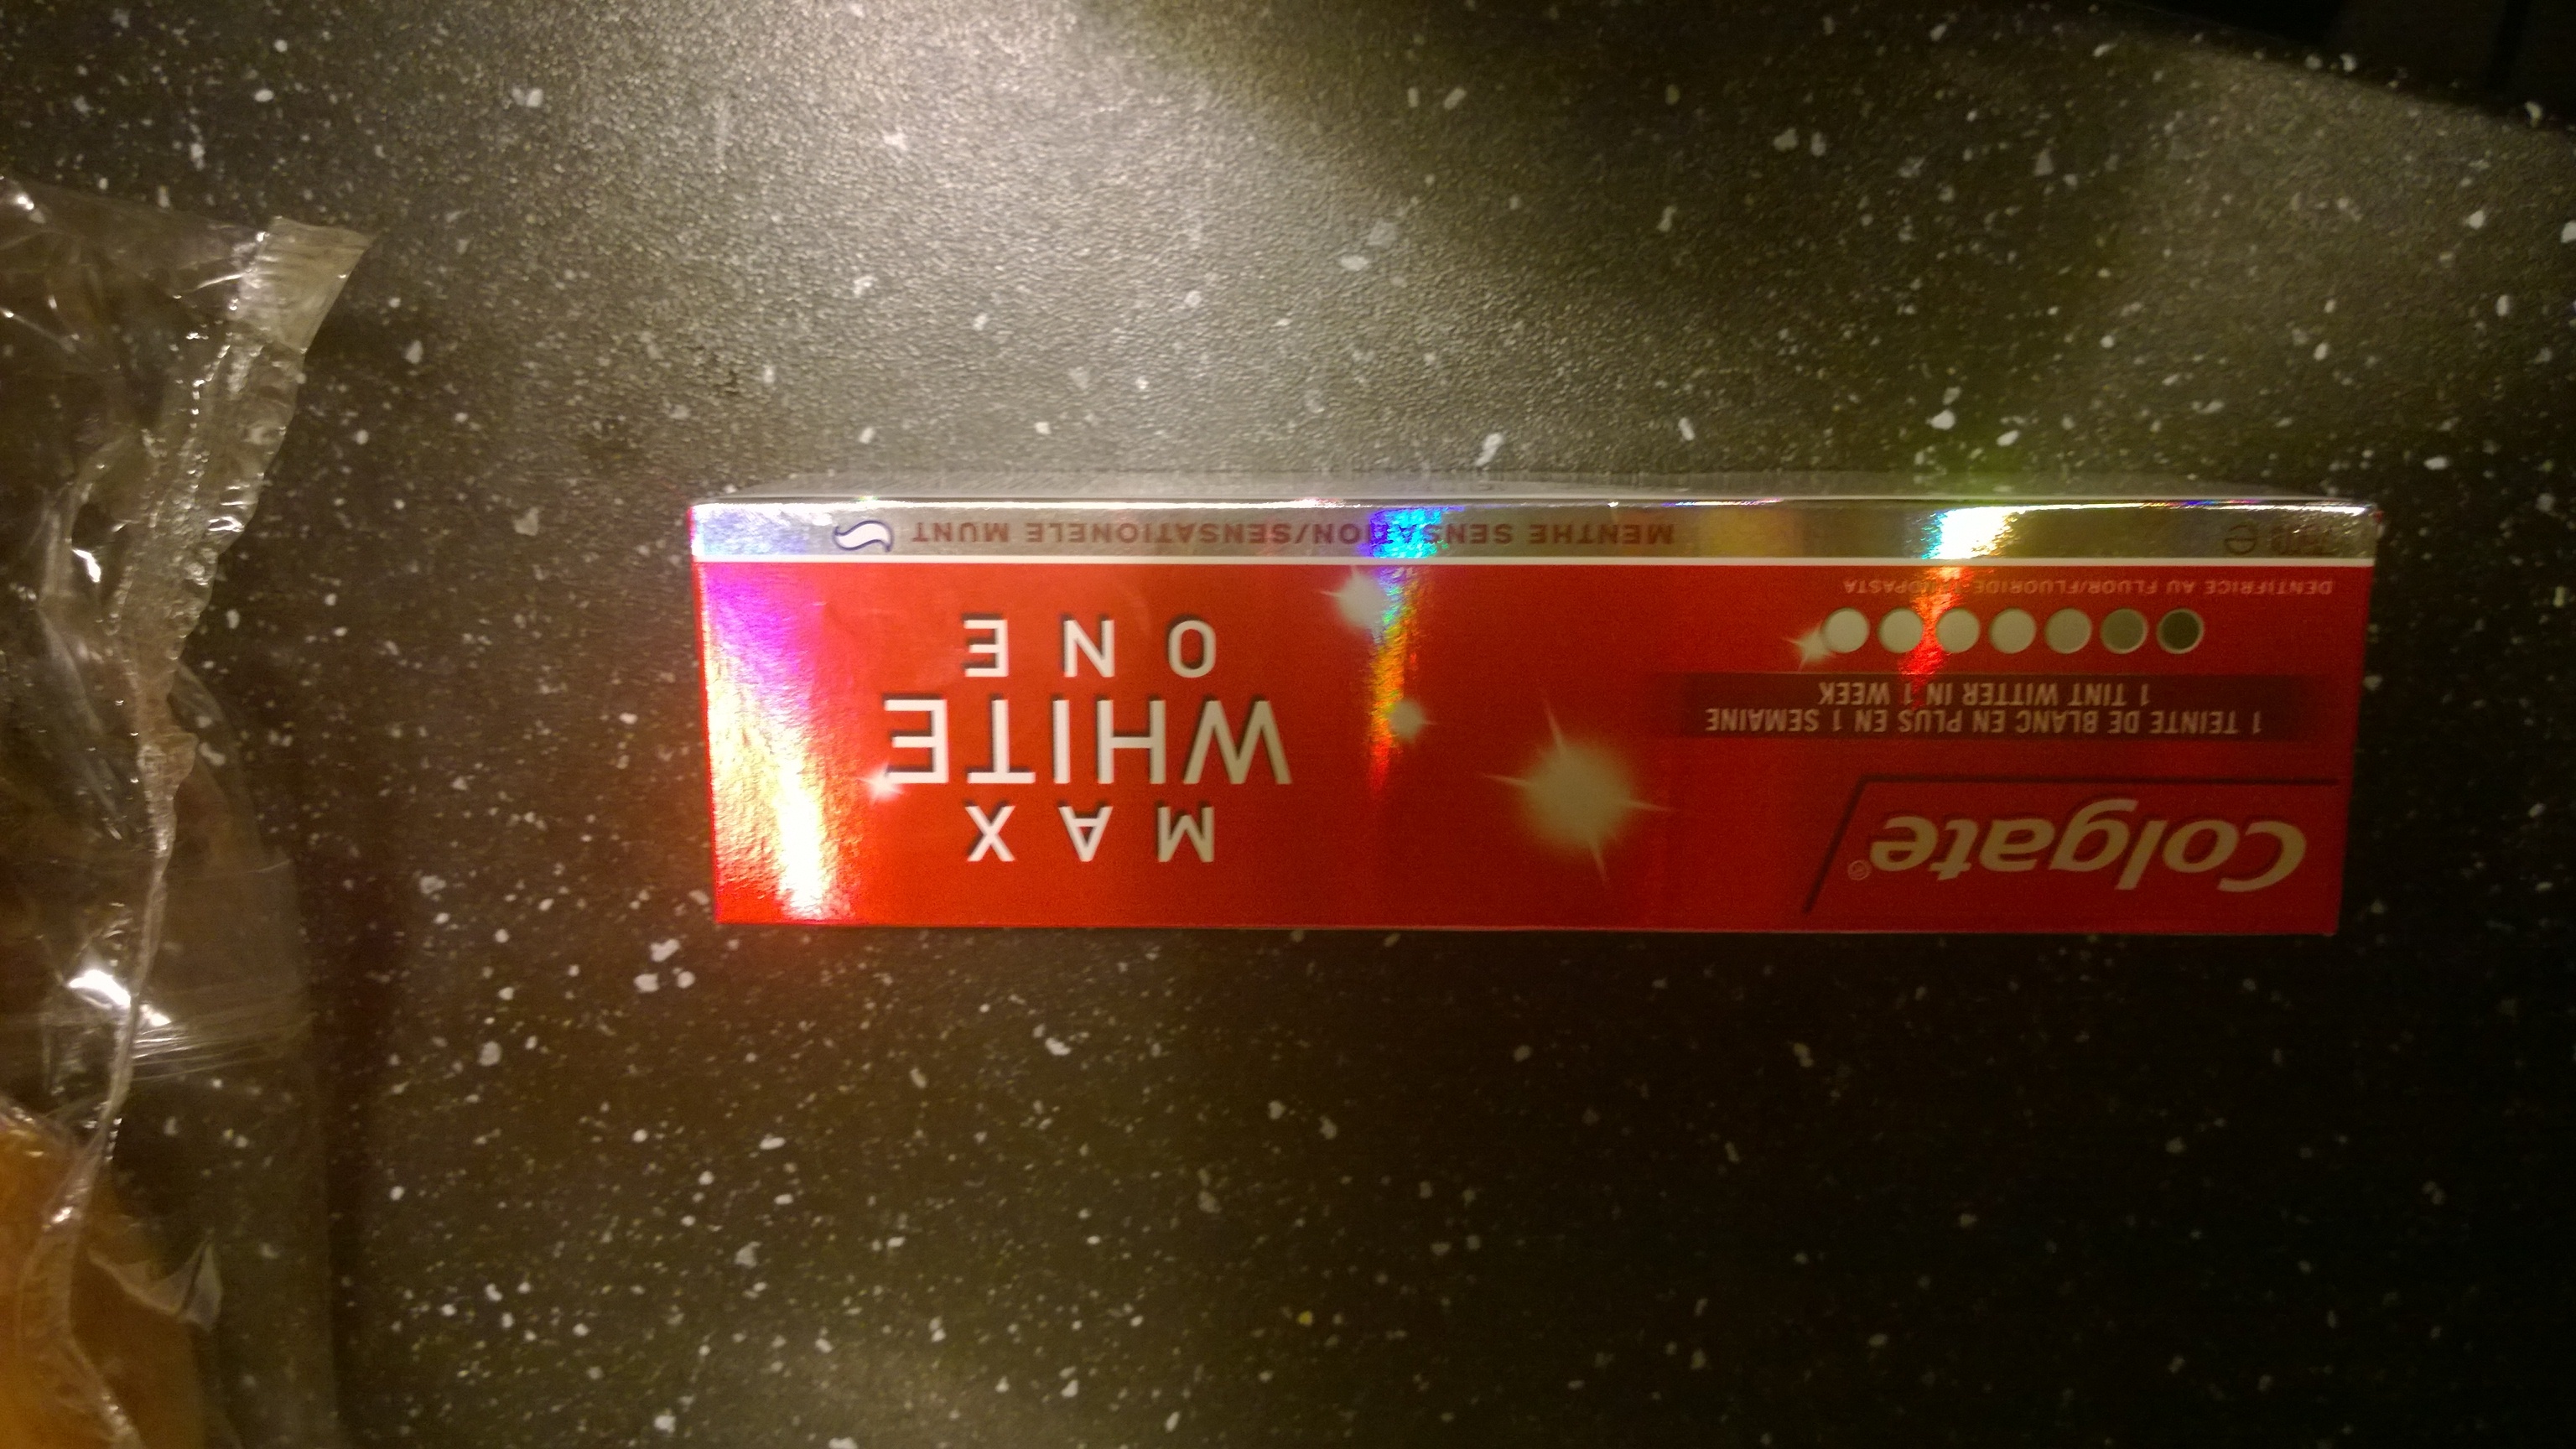 Colgate®
1 TEINTE DE BLANC EN PLUS EN 1 SEMAINE
1 TINT WITTER IN 1 WEEK
DENTIFRICE AU FLUOR/FLUORIDE
MAX
WHITE
ONE
MENTHE SENSATION/SENSATIONELE MUNT